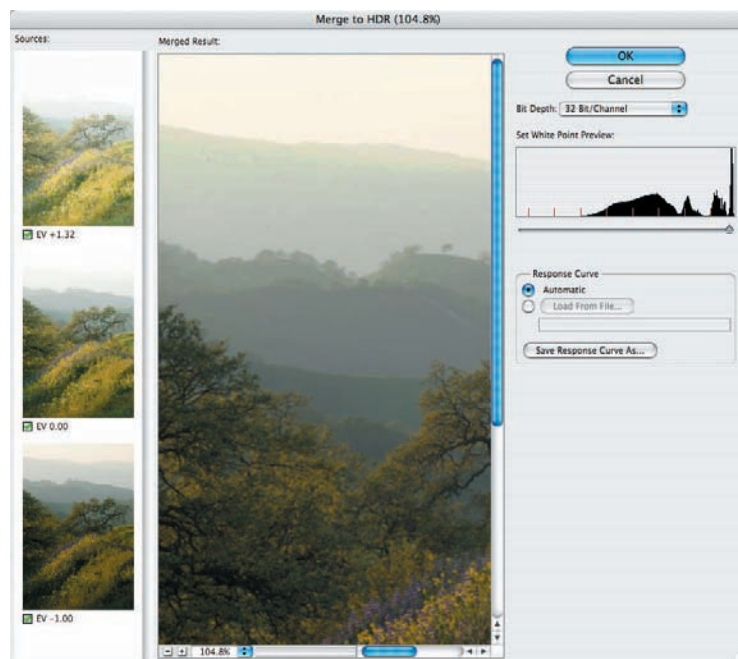 Merge to HDR (104.8%)
Sources:
EV +1.32
EV 0.00
EV -1.00
Merged Result:
104.8%
OK
Cancel
Bit Depth: 32 Bit/Channel
Set White Point Preview:
Response Curve
Automatic
Load From File...
Save Response Curve As...